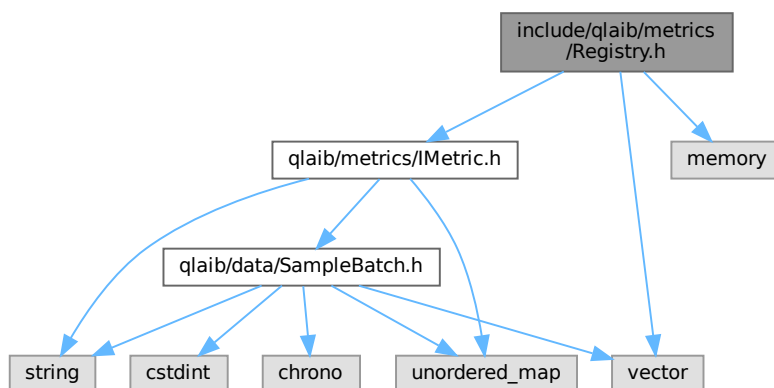 include/qlaib/metrics
/Registry.h
qlaib/metrics/IMetric.h
memory
qlaib/data/SampleBatch.h
string
cstdint
chrono
unordered_map
vector